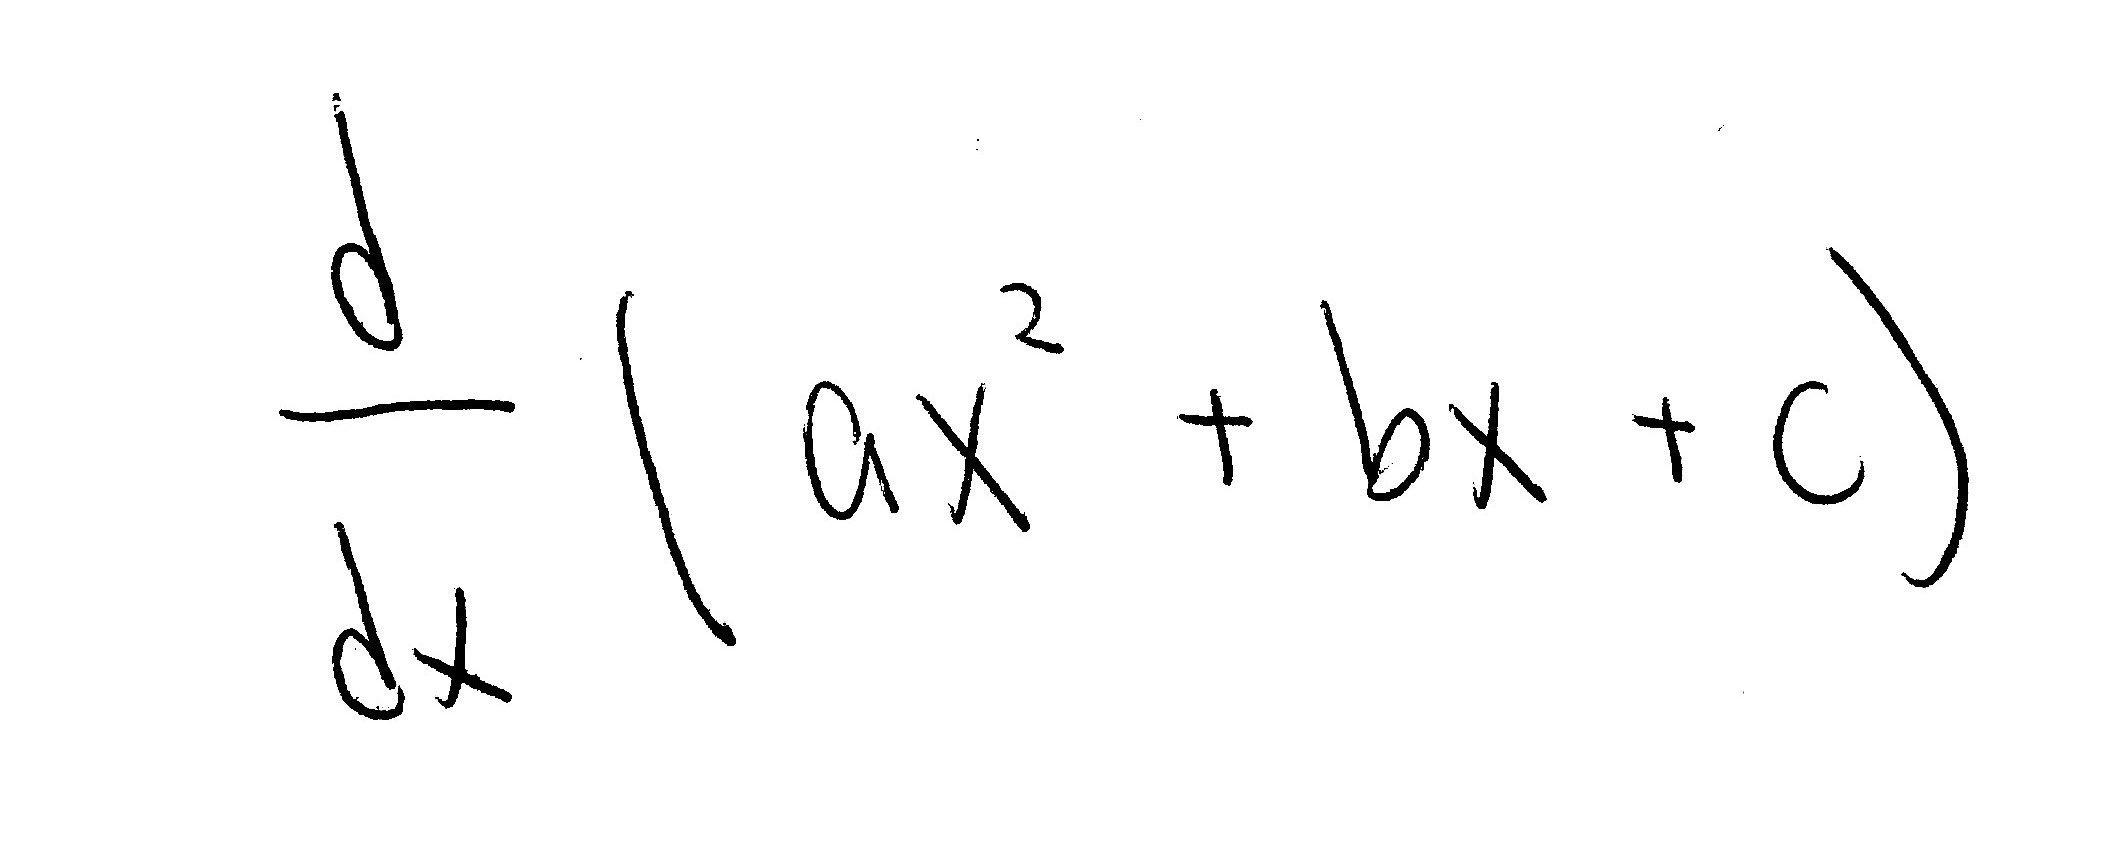 d/dx (ax² + bx + c)